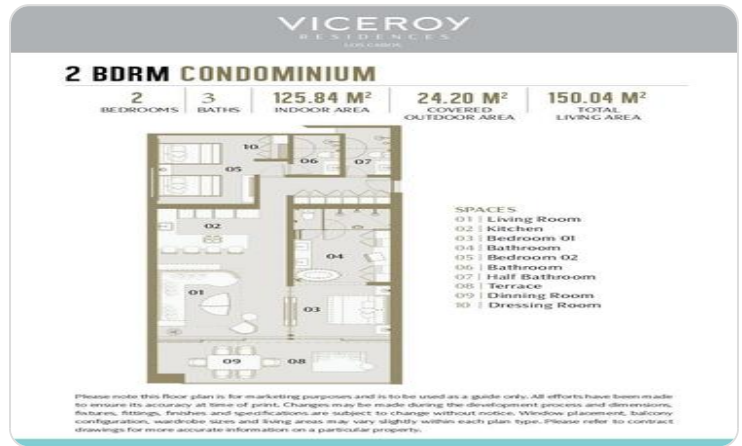 VICEROY
RESIDENCES
LOS CABOS
2 BDRM CONDOMINIUM
2 3 125.84 M² 24.20 M² 150.04 M²
BEDROOMS BATHS INDOOR AREA COVERED TOTAL
OUTDOOR AREA LIVING AREA
10
06
07
05
02
04
01
03
09
08
SPACES
01 | Living Room
02 | Kitchen
03 | Bedroom 01
04 | Bathroom
05 | Bedroom 02
06 | Bathroom
07 | Half Bathroom
08 | Terrace
09 | Dinning Room
10 | Dressing Room
Please note this floor plan is for marketing purposes and is to be used as a guide only. All efforts have been made
to ensure its accuracy at time of print. Changes may be made during the development process and dimensions,
fixtures, fittings, finishes and specifications are subject to change without notice. Window placement, balcony
configuration, wardrobe sizes and living areas may vary slightly within each plan type. Please refer to contract
drawings for more accurate information on a particular property.